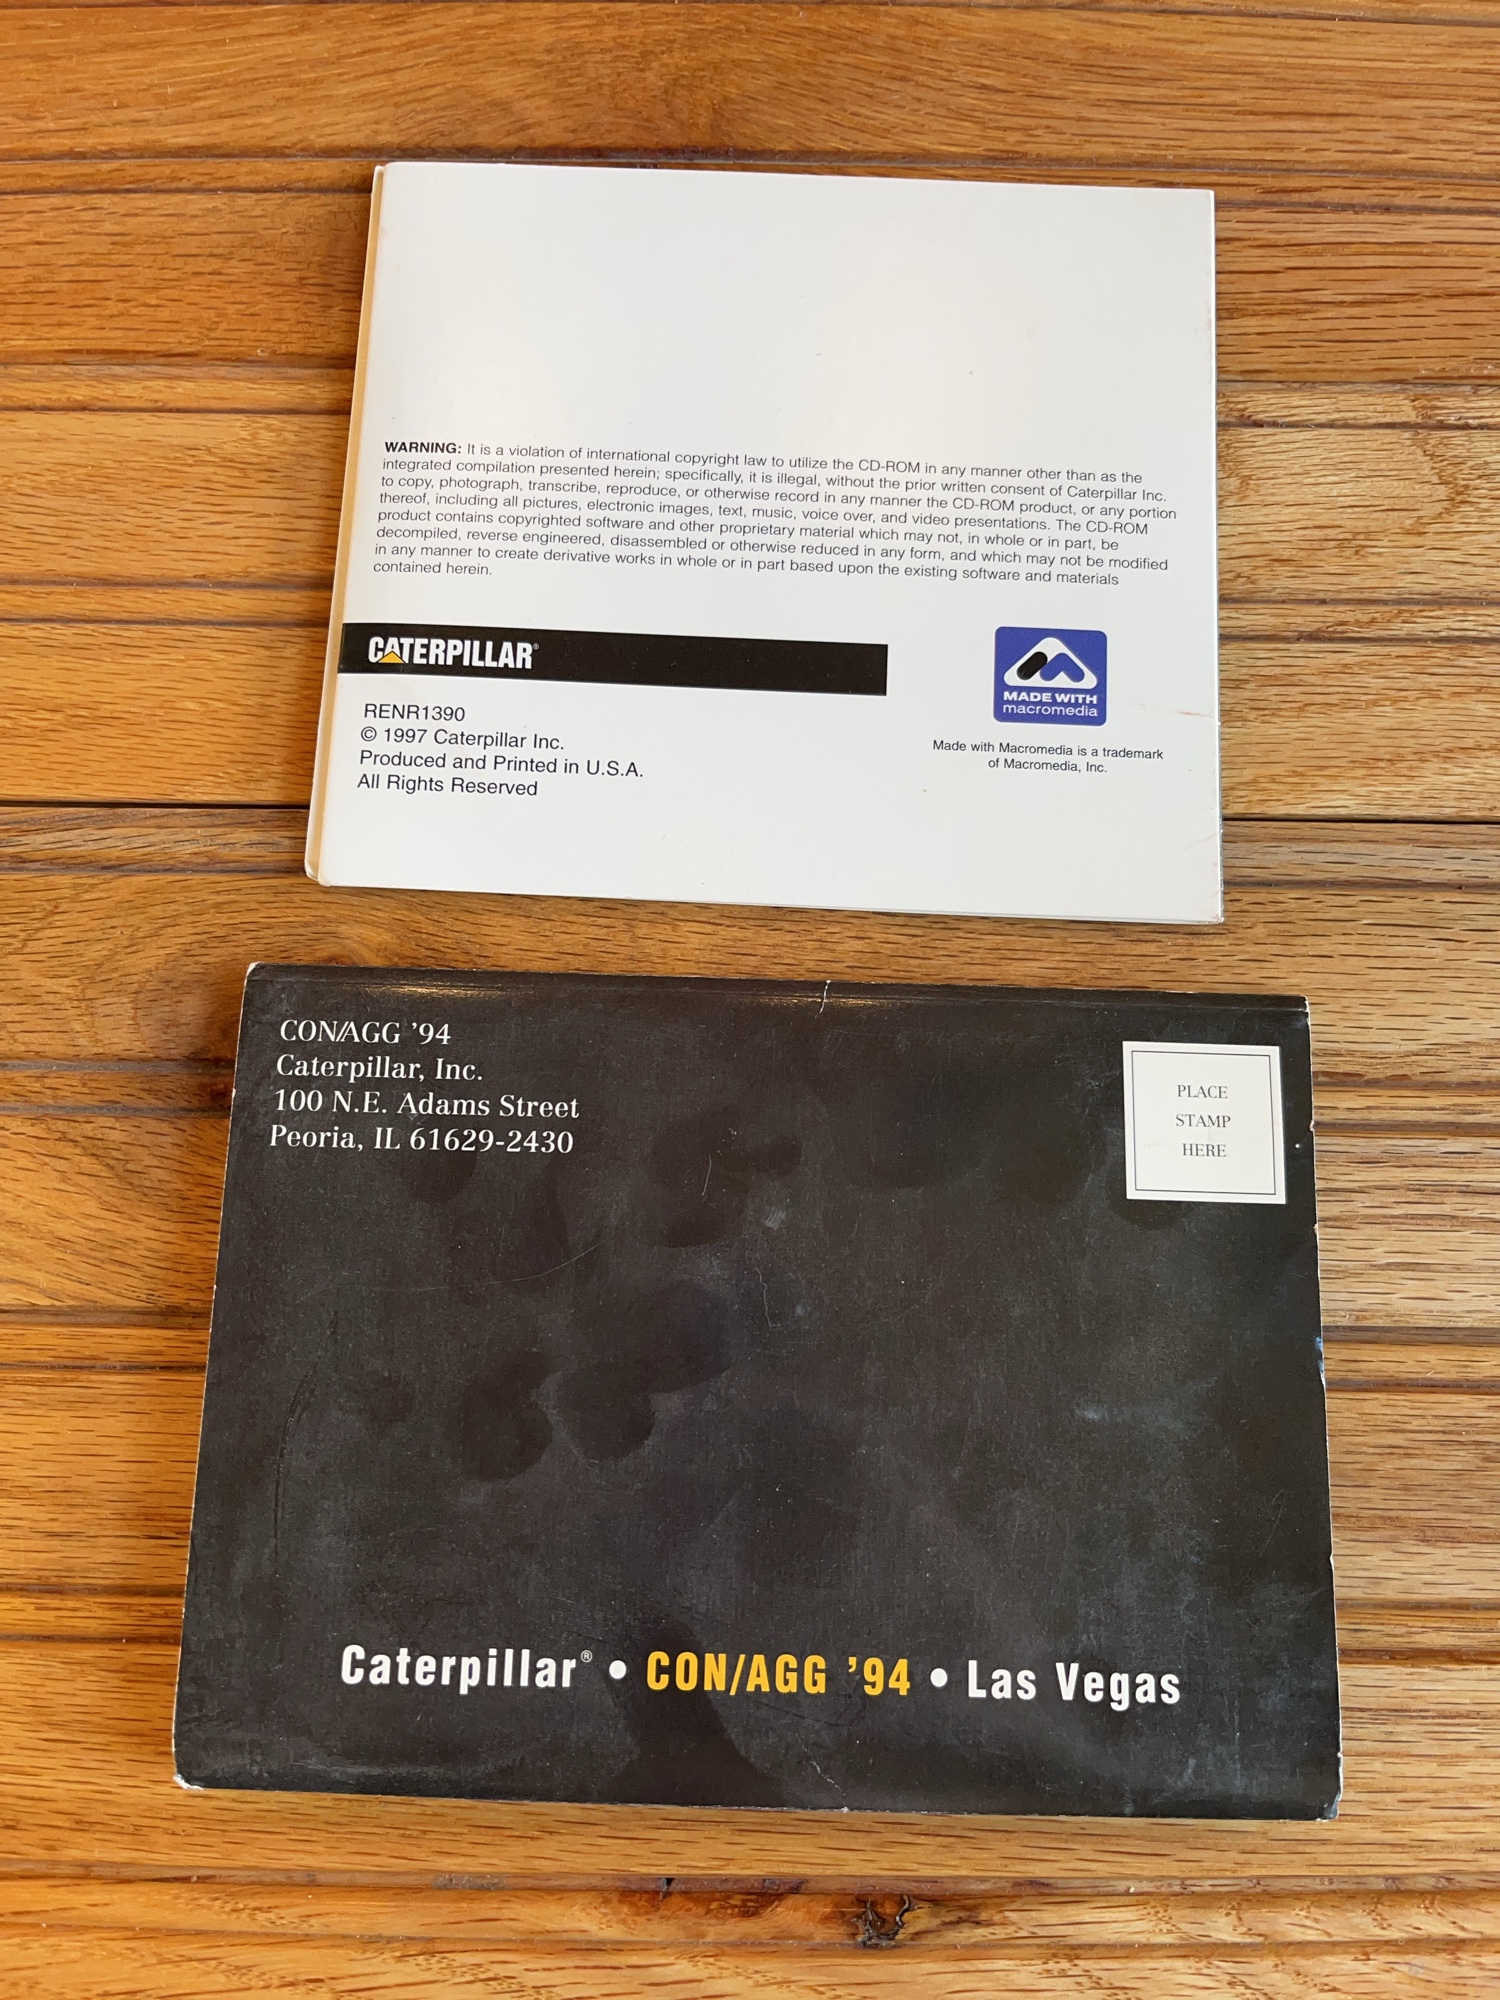 WARNING: It is a violation of international copyright law to utilize the CD-ROM in any manner other than as the
integrated compilation presented herein; specifically, it is illegal, without the prior written consent of Caterpillar Inc.
to copy, photograph, transcribe, reproduce, or otherwise record in any manner the CD-ROM product, or any portion
thereof, including all pictures, electronic images, text, music, voice over, and video presentations. The CD-ROM
product contains copyrighted software and other proprietary material which may not, in whole or in part, be
decompiled, reverse engineered, disassembled or otherwise reduced in any form, and which may not be modified
in any manner to create derivative works in whole or in part based upon the existing software and materials
contained herein.
CATERPILLAR®
RENR1390
© 1997 Caterpillar Inc.
Produced and Printed in U.S.A.
All Rights Reserved
MADE WITH
macromedia
Made with Macromedia is a trademark
of Macromedia, Inc.
CON/AGG ’94
Caterpillar, Inc.
100 N.E. Adams Street
Peoria, IL 61629-2430
PLACE
STAMP
HERE
Caterpillar® • CON/AGG ’94 • Las Vegas